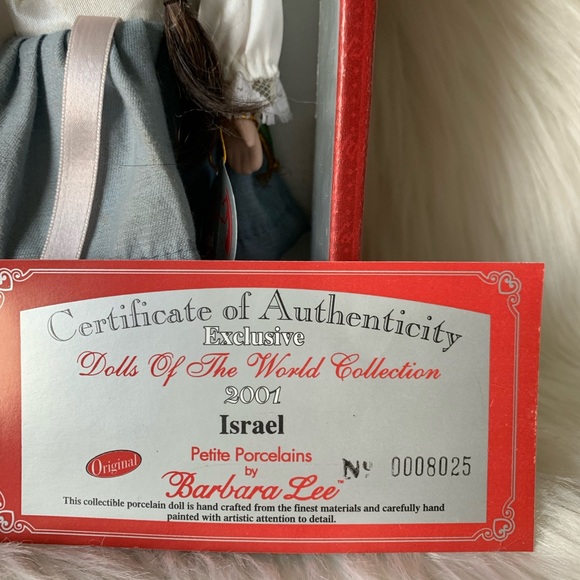 Certificate of Authenticity
Exclusive
Dolls Of The World Collection
2001
Israel
Petite Porcelains
by
Original
Nº 0008025
Barbara Lee™
This collectible porcelain doll is hand crafted from the finest materials and carefully hand
painted with artistic attention to detail.